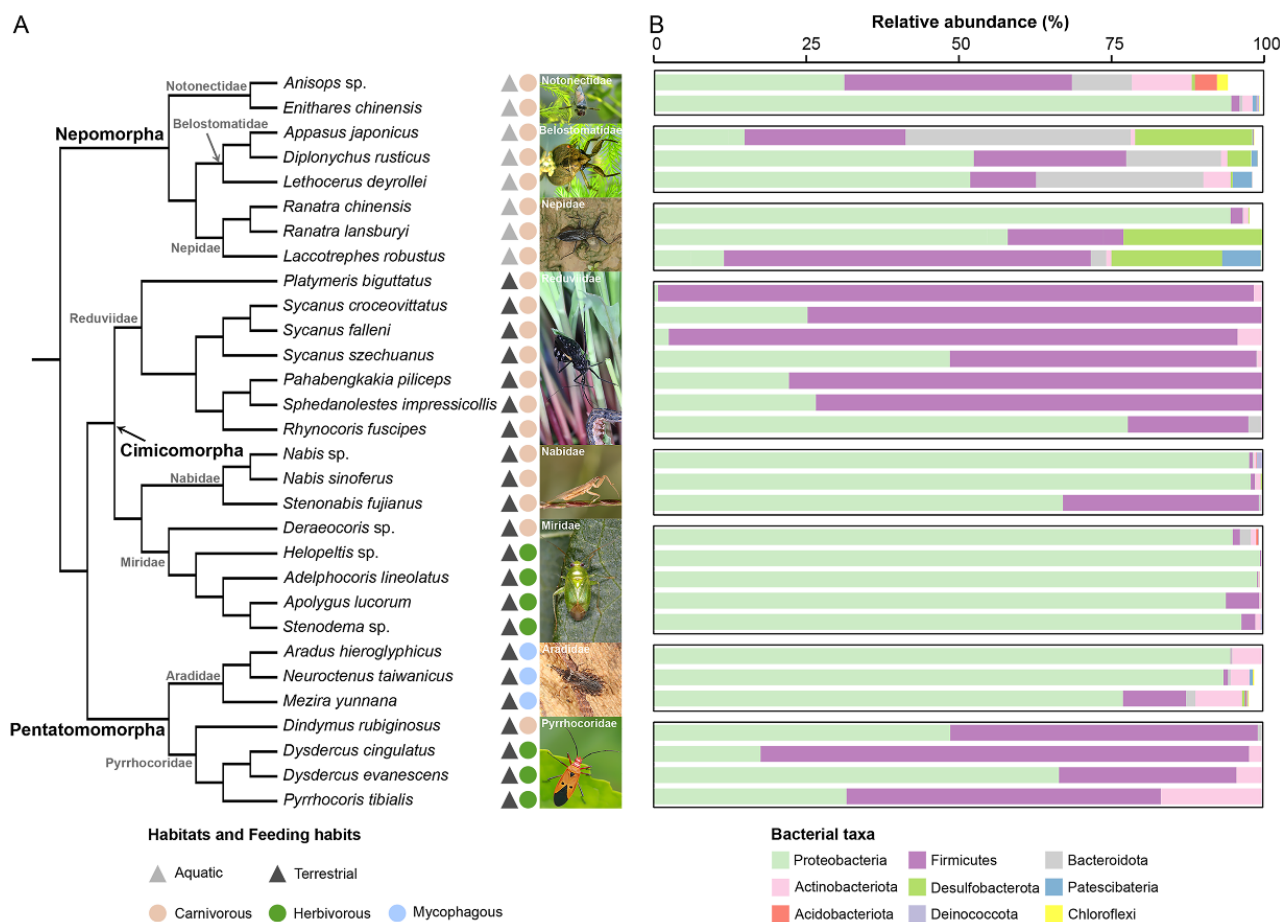 A
B
Relative abundance (%)
0 25 50 75 100
Notonectidae
Anisops sp.
Enithares chinensis
Nepomorpha
Belostomatidae
Appasus japonicus
Diplonychus rusticus
Lethocerus deyrollei
Ranatra chinensis
Nepidae
Ranatra lansburyi
Laccotrephes robustus
Platymeris biguttatus
Reduviidae
Sycanus croceovittatus
Sycanus falleni
Sycanus szechuanus
Pahabengkakia piliceps
Sphedanolestes impressicollis
Rhynocoris fuscipes
Cimicomorpha
Nabis sp.
Nabidae
Nabis sinoferus
Stenonabis fujianus
Deraeocoris sp.
Miridae
Helopeltis sp.
Adelphocoris lineolatus
Apolygus lucorum
Stenodema sp.
Aradus hieroglyphicus
Aradidae
Neuroctenus taiwanicus
Mezira yunnana
Pentatomomorpha
Dindymus rubiginosus
Pyrrhocoridae
Dysdercus cingulatus
Dysdercus evanescens
Pyrrhocoris tibialis
Notonectidae
Belostomatidae
Nepidae
Reduviidae
Nabidae
Miridae
Aradidae
Pyrrhocoridae
Habitats and Feeding habits
Aquatic Terrestrial
Carnivorous Herbivorous Mycophagous
Bacterial taxa
Proteobacteria Firmicutes Bacteroidota
Actinobacteriota Desulfobacterota Patescibateria
Acidobacteriota Deinococcota Chloroflexi